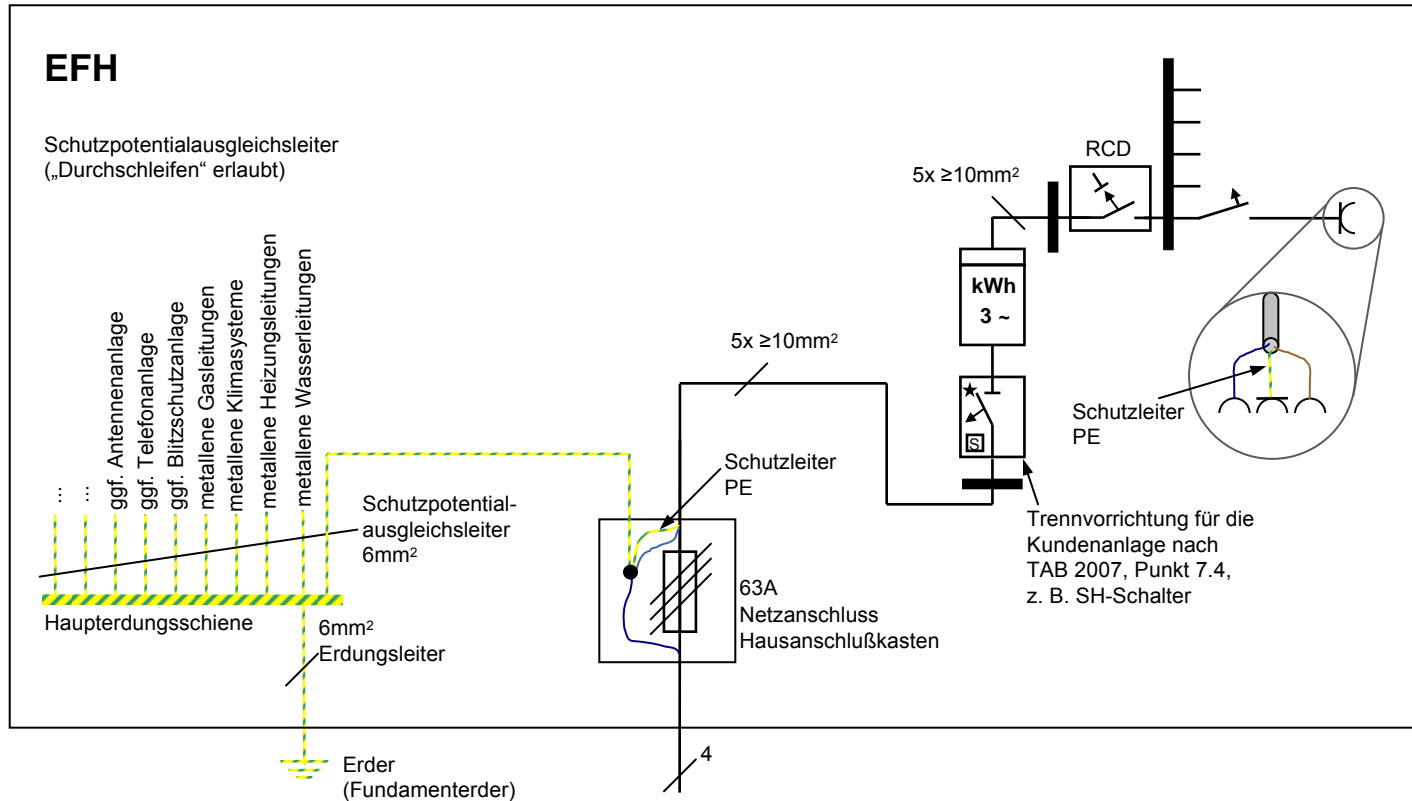 EFH
Schutzpotentialausgleichsleiter
(„Durchschleifen“ erlaubt)
RCD
5x ≥10mm²
kWh
3 ~
5x ≥10mm²
...
...
ggf. Antennenanlage
ggf. Telefonanlage
ggf. Blitzschutzanlage
metallene Gasleitungen
metallene Klimasysteme
metallene Heizungsleitungen
metallene Wasserleitungen
Schutzleiter
PE
Schutzleiter
PE
S
Schutzpotential-
ausgleichsleiter
6mm²
Trennvorrichtung für die
Kundenanlage nach
TAB 2007, Punkt 7.4,
z. B. SH-Schalter
63A
Netzanschluss
Hausanschlußkasten
Haupterdungsschiene
6mm²
Erdungsleiter
4
Erder
(Fundamenterder)